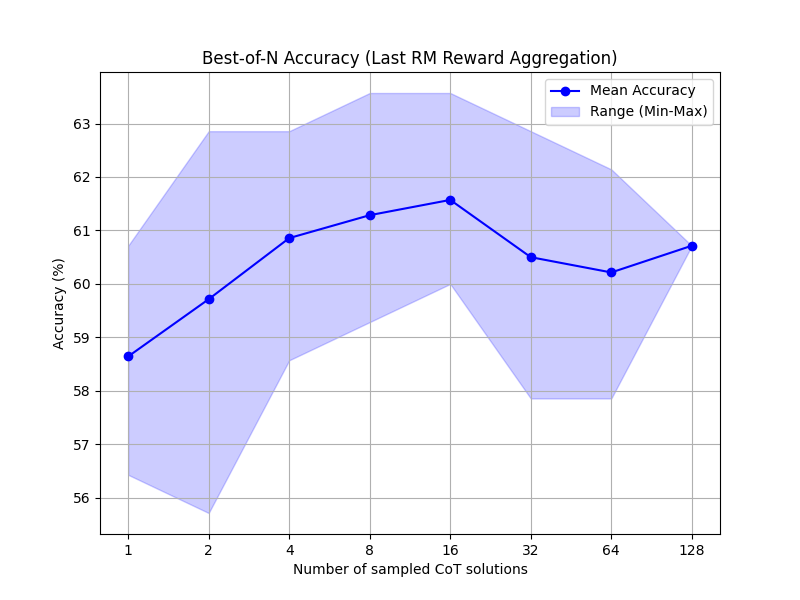 Best-of-N Accuracy (Last RM Reward Aggregation)
Mean Accuracy
Range (Min-Max)
Accuracy (%)
63
62
61
60
59
58
57
56
1 2 4 8 16 32 64 128
Number of sampled CoT solutions